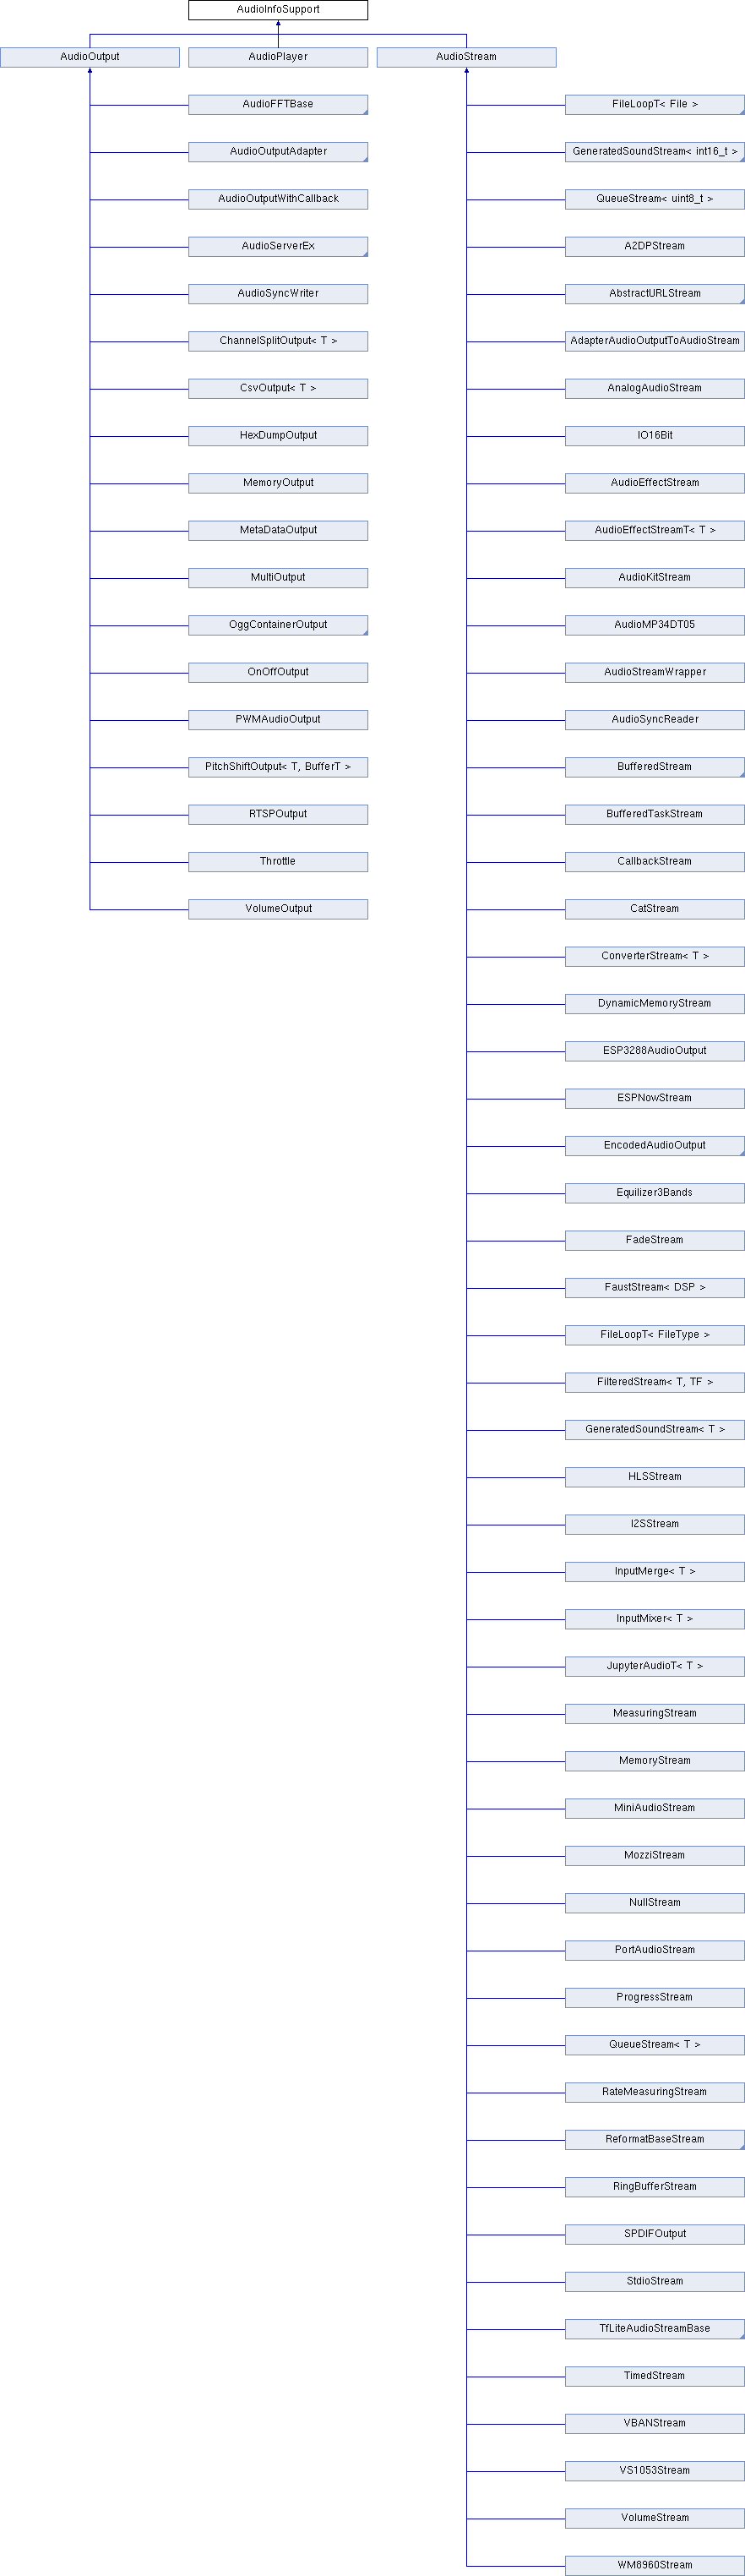 AudioInfoSupport
AudioOutput
AudioPlayer
AudioStream
AudioFFTBase
AudioOutputAdapter
AudioOutputWithCallback
AudioServerEx
AudioSyncWriter
ChannelSplitOutput< T >
CsvOutput< T >
HexDumpOutput
MemoryOutput
MetaDataOutput
MultiOutput
OggContainerOutput
OnOffOutput
PWMAudioOutput
PitchShiftOutput< T, BufferT >
RTSPOutput
Throttle
VolumeOutput
FileLoopT< File >
GeneratedSoundStream< int16_t >
QueueStream< uint8_t >
A2DPStream
AbstractURLStream
AdapterAudioOutputToAudioStream
AnalogAudioStream
IO16Bit
AudioEffectStream
AudioEffectStreamT< T >
AudioKitStream
AudioMP34DT05
AudioStreamWrapper
AudioSyncReader
BufferedStream
BufferedTaskStream
CallbackStream
CatStream
ConverterStream< T >
DynamicMemoryStream
ESP3288AudioOutput
ESPNowStream
EncodedAudioOutput
Equilizer3Bands
FadeStream
FaustStream< DSP >
FileLoopT< FileType >
FilteredStream< T, TF >
GeneratedSoundStream< T >
HLSStream
I2SStream
InputMerge< T >
InputMixer< T >
JupyterAudioT< T >
MeasuringStream
MemoryStream
MiniAudioStream
MozziStream
NullStream
PortAudioStream
ProgressStream
QueueStream< T >
RateMeasuringStream
ReformatBaseStream
RingBufferStream
SPDIFOutput
StdioStream
TfLiteAudioStreamBase
TimedStream
VBANStream
VS1053Stream
VolumeStream
WM8960Stream